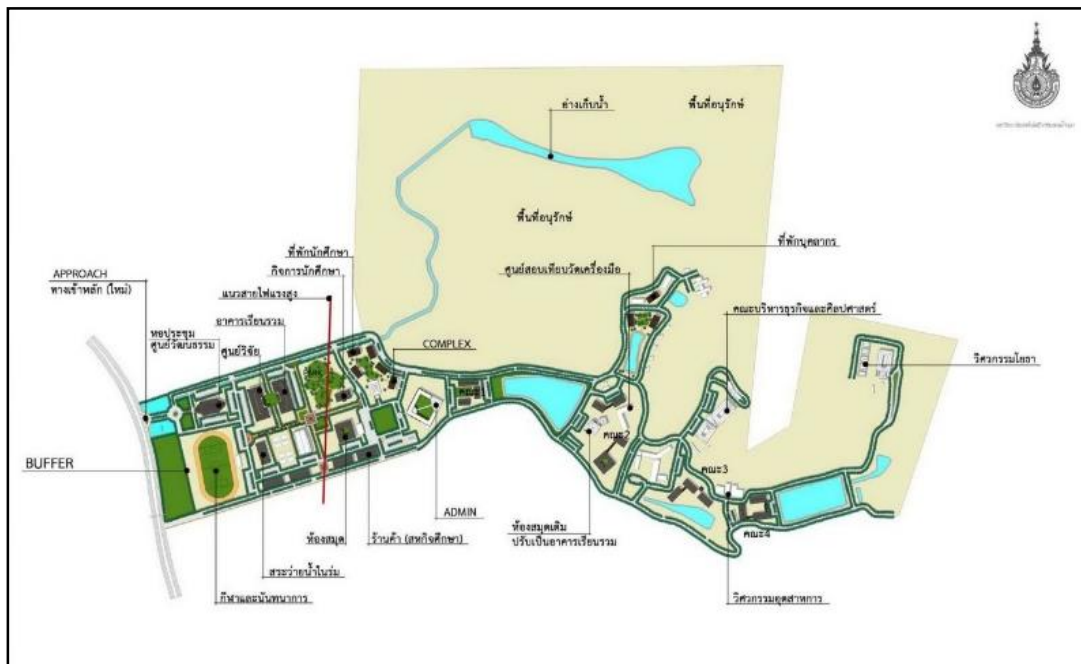 อ่างเก็บน้ำ
พื้นที่อนุรักษ์
พื้นที่อนุรักษ์
ที่พักบุคลากร
ที่พักนักศึกษา
กิจการนักศึกษา
ศูนย์สอบเทียบวัดเครื่องมือ
APPROACH
ทางเข้าหลัก (ใหม่)
แนวสายไฟแรงสูง
คณะบริหารธุรกิจและศิลปศาสตร์
อาคารเรียนรวม
หอประชุม
ศูนย์วัฒนธรรม
ศูนย์วิจัย
COMPLEX
วิศวกรรมโยธา
คณะ1
คณะ2
BUFFER
คณะ3
ADMIN
ห้องสมุด
ร้านค้า (สหกิจศึกษา)
ห้องสมุดเดิม
ปรับเป็นอาคารเรียนรวม
คณะ4
สระว่ายน้ำในร่ม
กีฬาและนันทนาการ
วิศวกรรมอุตสาหการ